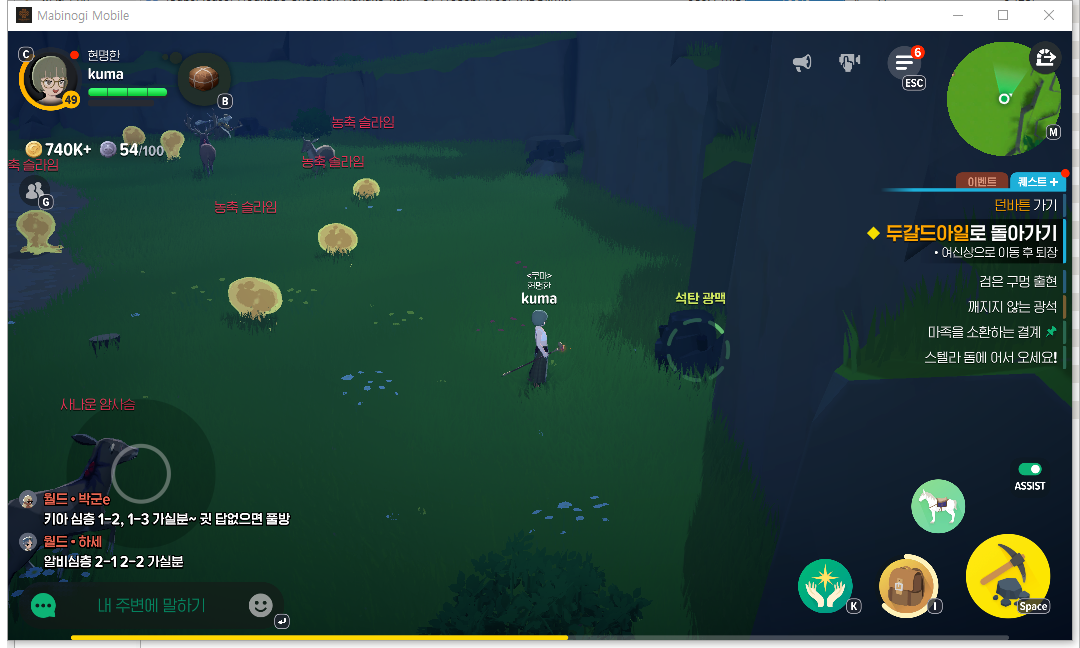 Mabinogi Mobile
C
현명한
kuma
49
B
6
ESC
M
740K+
54/100
G
농축 슬라임
농축 슬라임
축 슬라임
농축 슬라임
이벤트
퀘스트 +
던바튼 가기
두갈드아일로 돌아가기
• 여신상으로 이동 후 퇴장
검은 구멍 출현
깨지지 않는 광석
마족을 소환하는 결계
스텔라 돔에 어서 오세요!
<쿠마>
현명한
kuma
석탄 광맥
사나운 암사슴
ASSIST
월드 • 박군e
키아 심층 1-2, 1-3 가실분~ 귓 답없으면 풀방
월드 • 하세
알비심층 2-1 2-2 가실분
내 주변에 말하기
K
I
Space